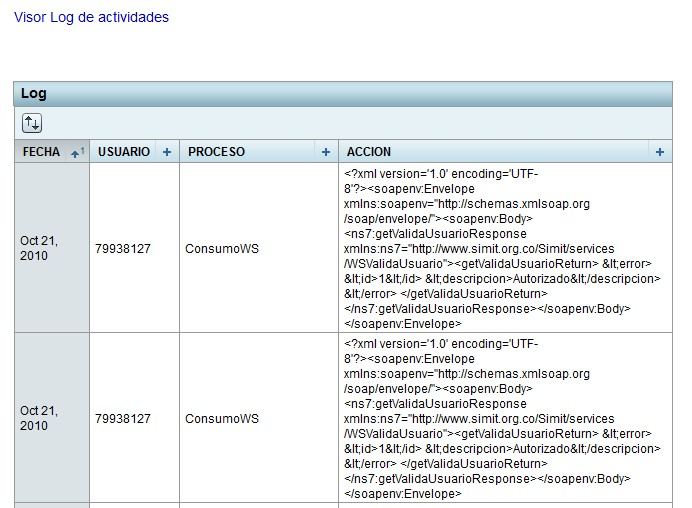 Visor Log de actividades
Log
FECHA 1 USUARIO + PROCESO + ACCION +
<?xml version='1.0' encoding='UTF-
8'?><soapenv:Envelope
xmlns:soapenv="http://schemas.xmlsoap.org
/soap/envelope/"><soapenv:Body>
<ns7:getValidaUsuarioResponse
xmlns:ns7="http://www.simit.org.co/Simit/services
/WSValidaUsuario"><getValidaUsuarioReturn> &lt;error>
&lt;id>1&lt;/id> &lt;descripcion>Autorizado&lt;/descripcion>
&lt;/error> </getValidaUsuarioReturn>
</ns7:getValidaUsuarioResponse></soapenv:Body>
</soapenv:Envelope>
Oct 21,
2010
79938127
ConsumoWS
<?xml version='1.0' encoding='UTF-
8'?><soapenv:Envelope
xmlns:soapenv="http://schemas.xmlsoap.org
/soap/envelope/"><soapenv:Body>
<ns7:getValidaUsuarioResponse
xmlns:ns7="http://www.simit.org.co/Simit/services
/WSValidaUsuario"><getValidaUsuarioReturn> &lt;error>
&lt;id>1&lt;/id> &lt;descripcion>Autorizado&lt;/descripcion>
&lt;/error> </getValidaUsuarioReturn>
</ns7:getValidaUsuarioResponse></soapenv:Body>
</soapenv:Envelope>
Oct 21,
2010
79938127
ConsumoWS